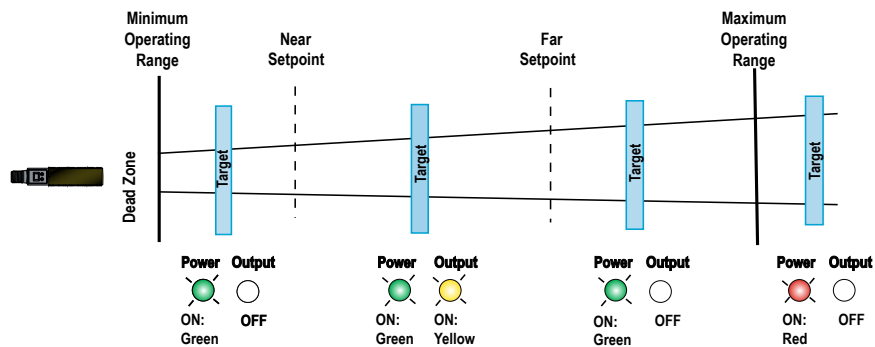 Minimum
Operating
Range
Near
Setpoint
Far
Setpoint
Maximum
Operating
Range
Dead Zone
Target
Target
Target
Target
Power Output
ON:
Green
OFF
Power Output
ON:
Green
ON:
Yellow
Power Output
ON:
Green
OFF
Power Output
ON:
Red
OFF